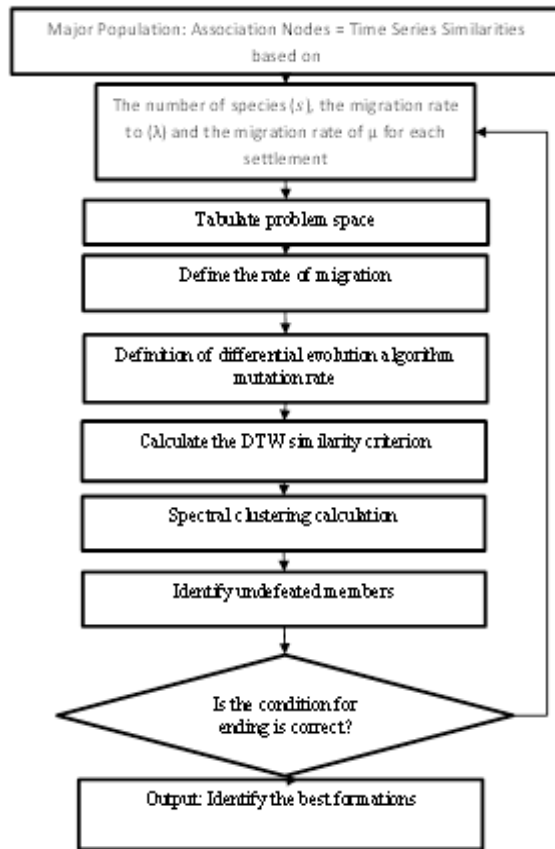 Major Population: Association Nodes = Time Series Similarities
based on
The number of species (s), the migration rate
to (λ) and the migration rate of μ for each
settlement
Tabulate problem space
Define the rate of migration
Definition of differential evolution algorithm
mutation rate
Calculate the DTW similarity criterion
Spectral clustering calculation
Identify undefeated members
Is the condition for
ending is correct?
Output: Identify the best formations